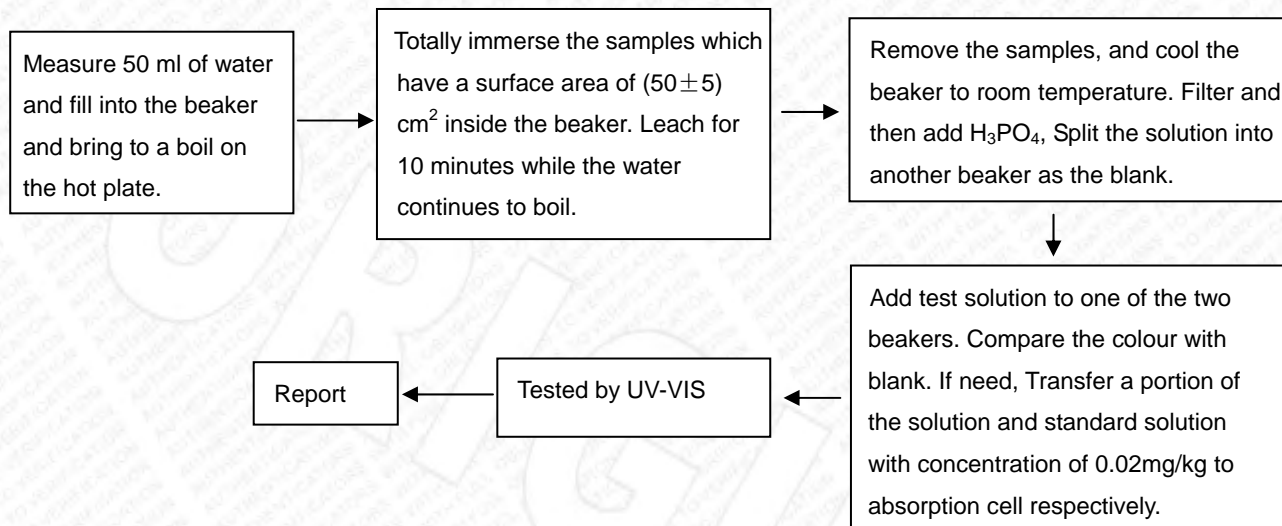 Measure 50 ml of water
and fill into the beaker
and bring to a boil on
the hot plate.
Totally immerse the samples which
have a surface area of (50±5)
cm² inside the beaker. Leach for
10 minutes while the water
continues to boil.
Remove the samples, and cool the
beaker to room temperature. Filter and
then add H₃PO₄, Split the solution into
another beaker as the blank.
Add test solution to one of the two
beakers. Compare the colour with
blank. If need, Transfer a portion of
the solution and standard solution
with concentration of 0.02mg/kg to
absorption cell respectively.
Tested by UV-VIS
Report